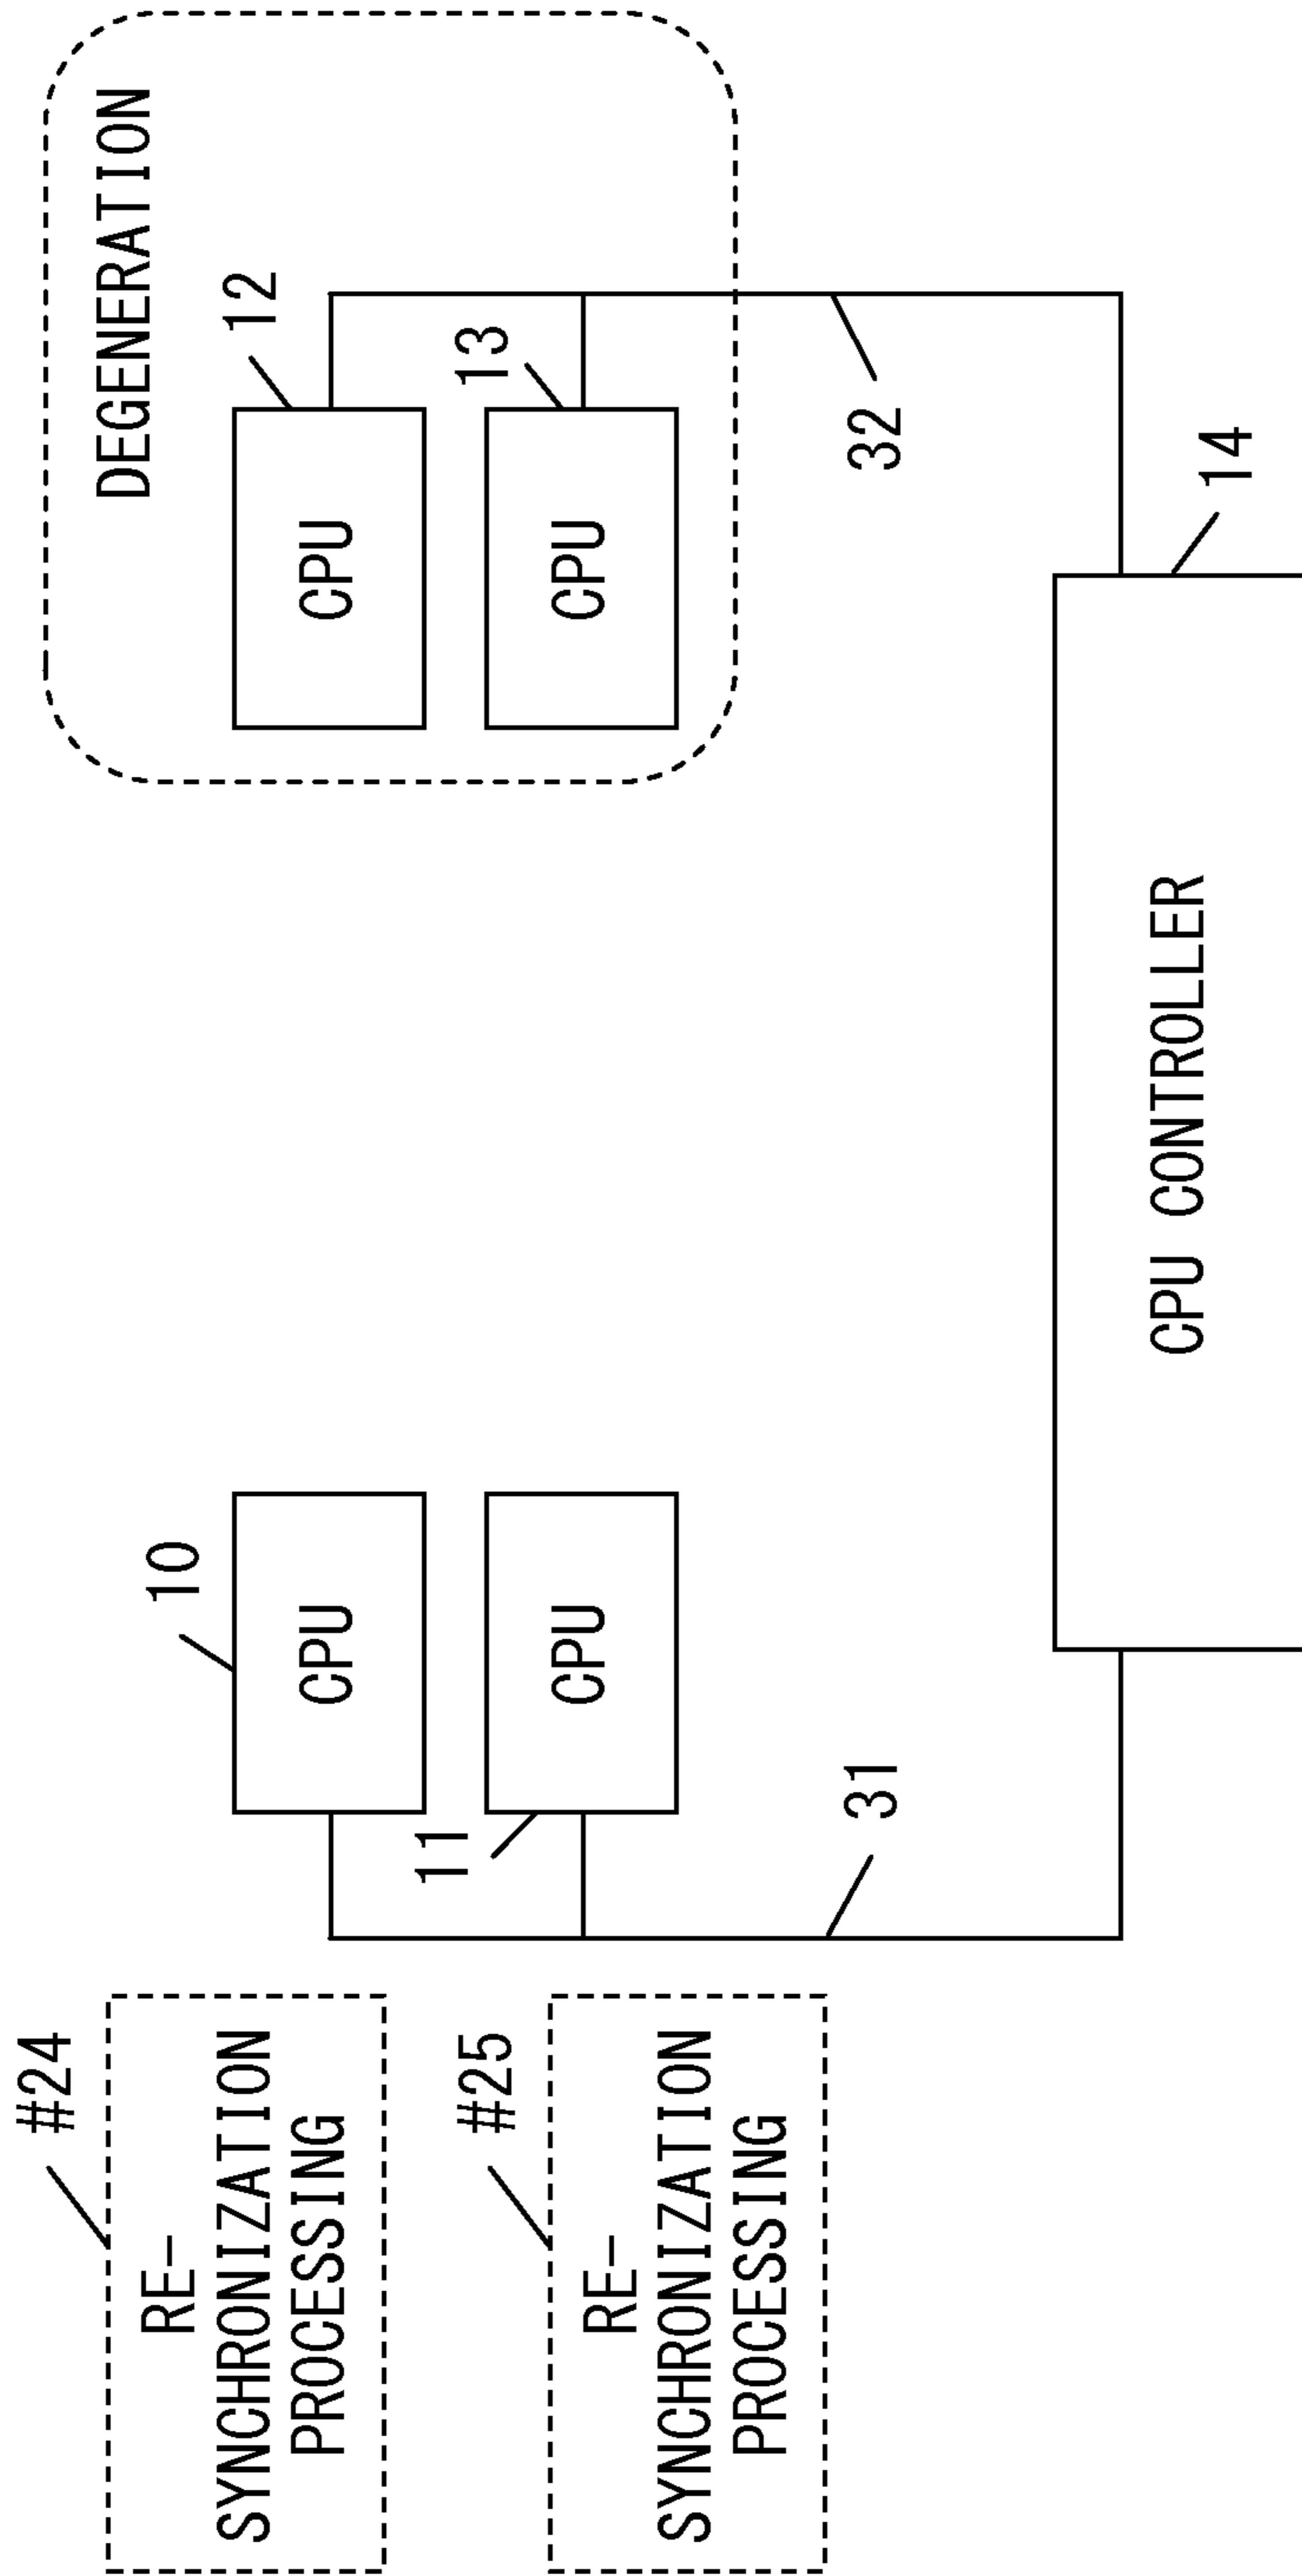 #24
RE-
SYNCHRONIZATION
PROCESSING
#25
RE-
SYNCHRONIZATION
PROCESSING
10
CPU
11
CPU
31
DEGENERATION
12
CPU
13
CPU
32
14
CPU CONTROLLER